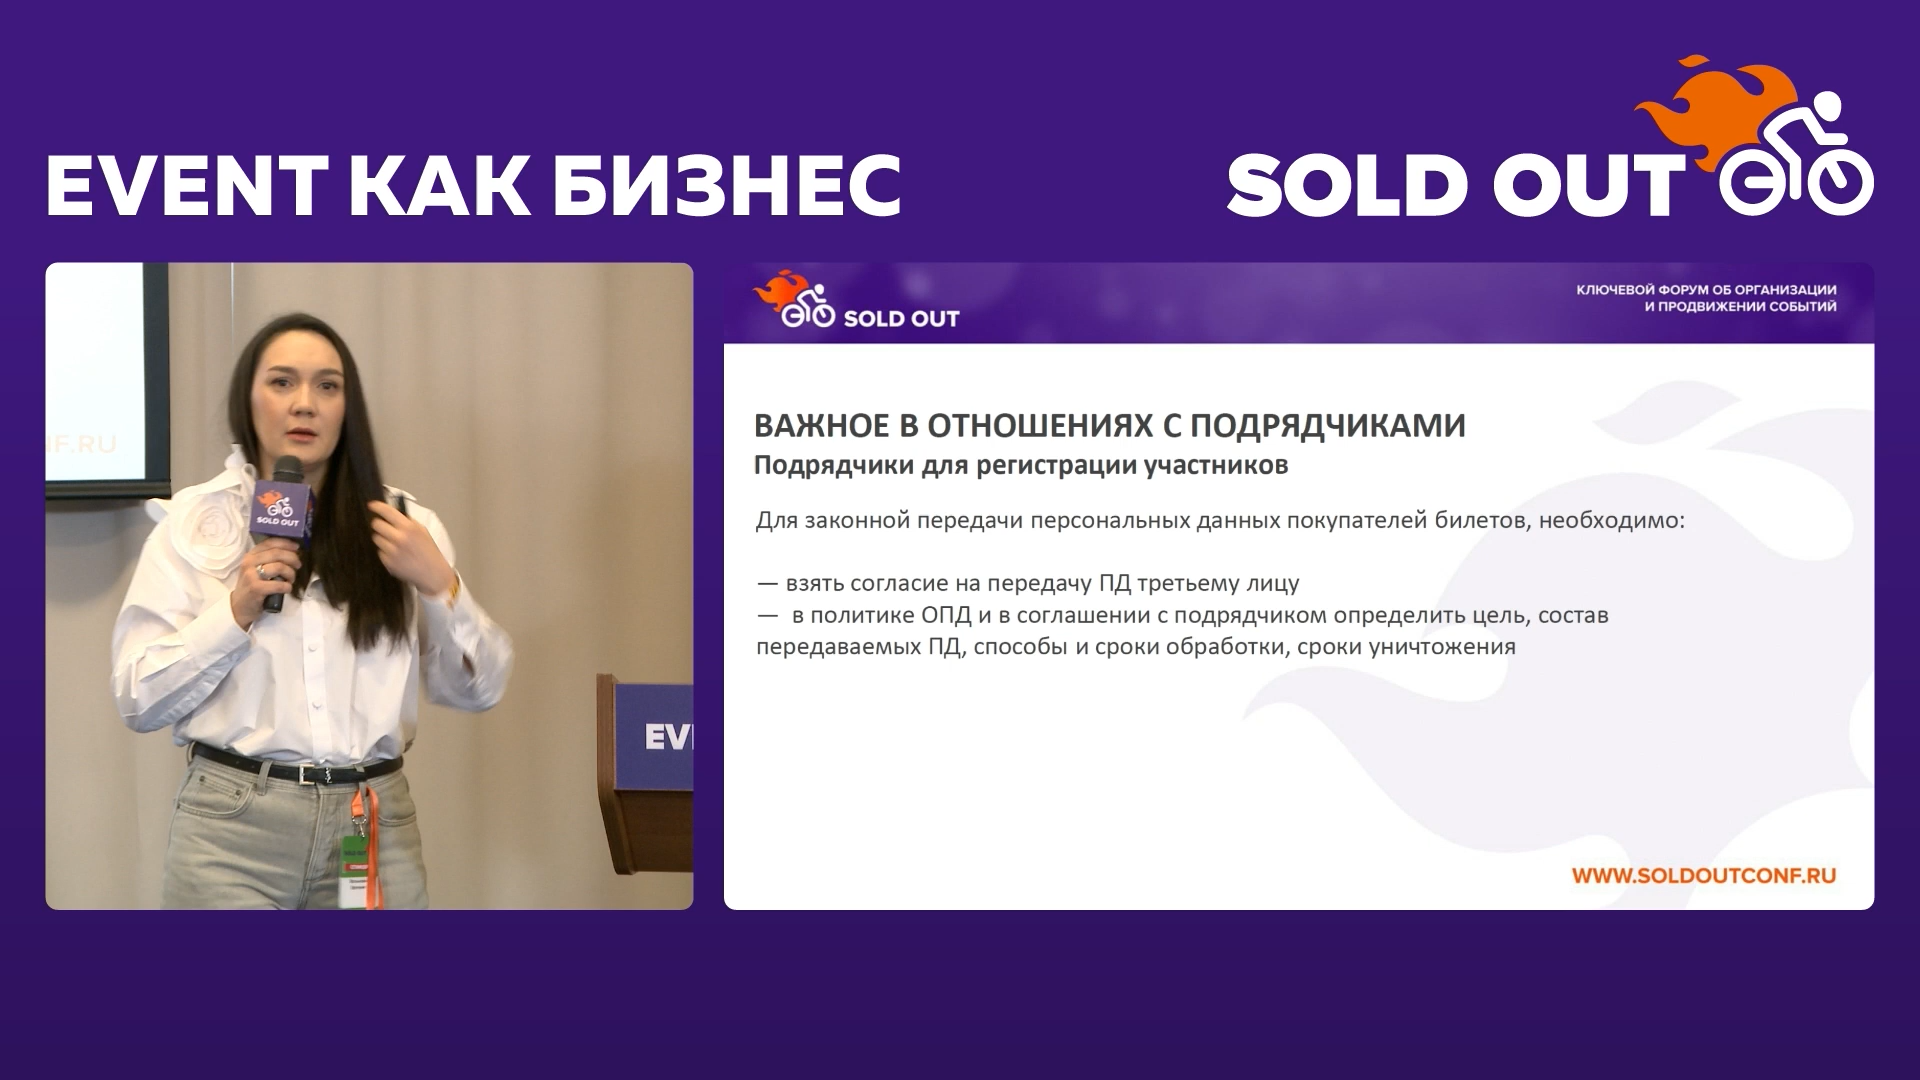 EVENT КАК БИЗНЕС
SOLD OUT
NF.RU
SOLD OUT
EV
SOLD OUT
КЛЮЧЕВОЙ ФОРУМ ОБ ОРГАНИЗАЦИИ
И ПРОДВИЖЕНИИ СОБЫТИЙ
ВАЖНОЕ В ОТНОШЕНИЯХ С ПОДРЯДЧИКАМИ
Подрядчики для регистрации участников
Для законной передачи персональных данных покупателей билетов, необходимо:
— взять согласие на передачу ПД третьему лицу
— в политике ОПД и в соглашении с подрядчиком определить цель, состав
передаваемых ПД, способы и сроки обработки, сроки уничтожения
WWW.SOLDOUTCONF.RU